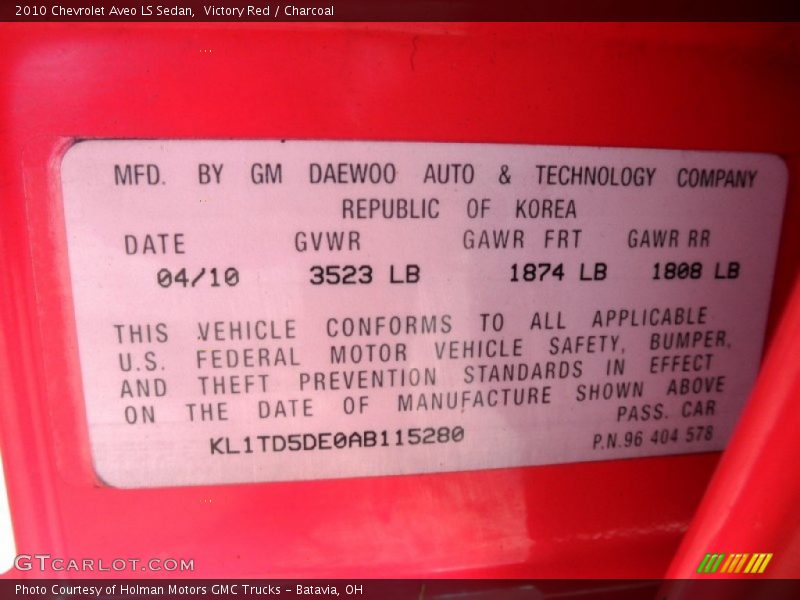 2010 Chevrolet Aveo LS Sedan,  Victory Red / Charcoal
MFD. BY GM DAEWOO AUTO & TECHNOLOGY COMPANY
REPUBLIC OF KOREA
DATE GVWR GAWR FRT GAWR RR
04/10 3523 LB 1874 LB 1808 LB
THIS VEHICLE CONFORMS TO ALL APPLICABLE
U.S. FEDERAL MOTOR VEHICLE SAFETY, BUMPER,
AND THEFT PREVENTION STANDARDS IN EFFECT
ON THE DATE OF MANUFACTURE SHOWN ABOVE
PASS. CAR
KL1TD5DE0AB115280 P.N.96 404 578
GTCARLOT.COM
Photo Courtesy of Holman Motors GMC Trucks - Batavia, OH